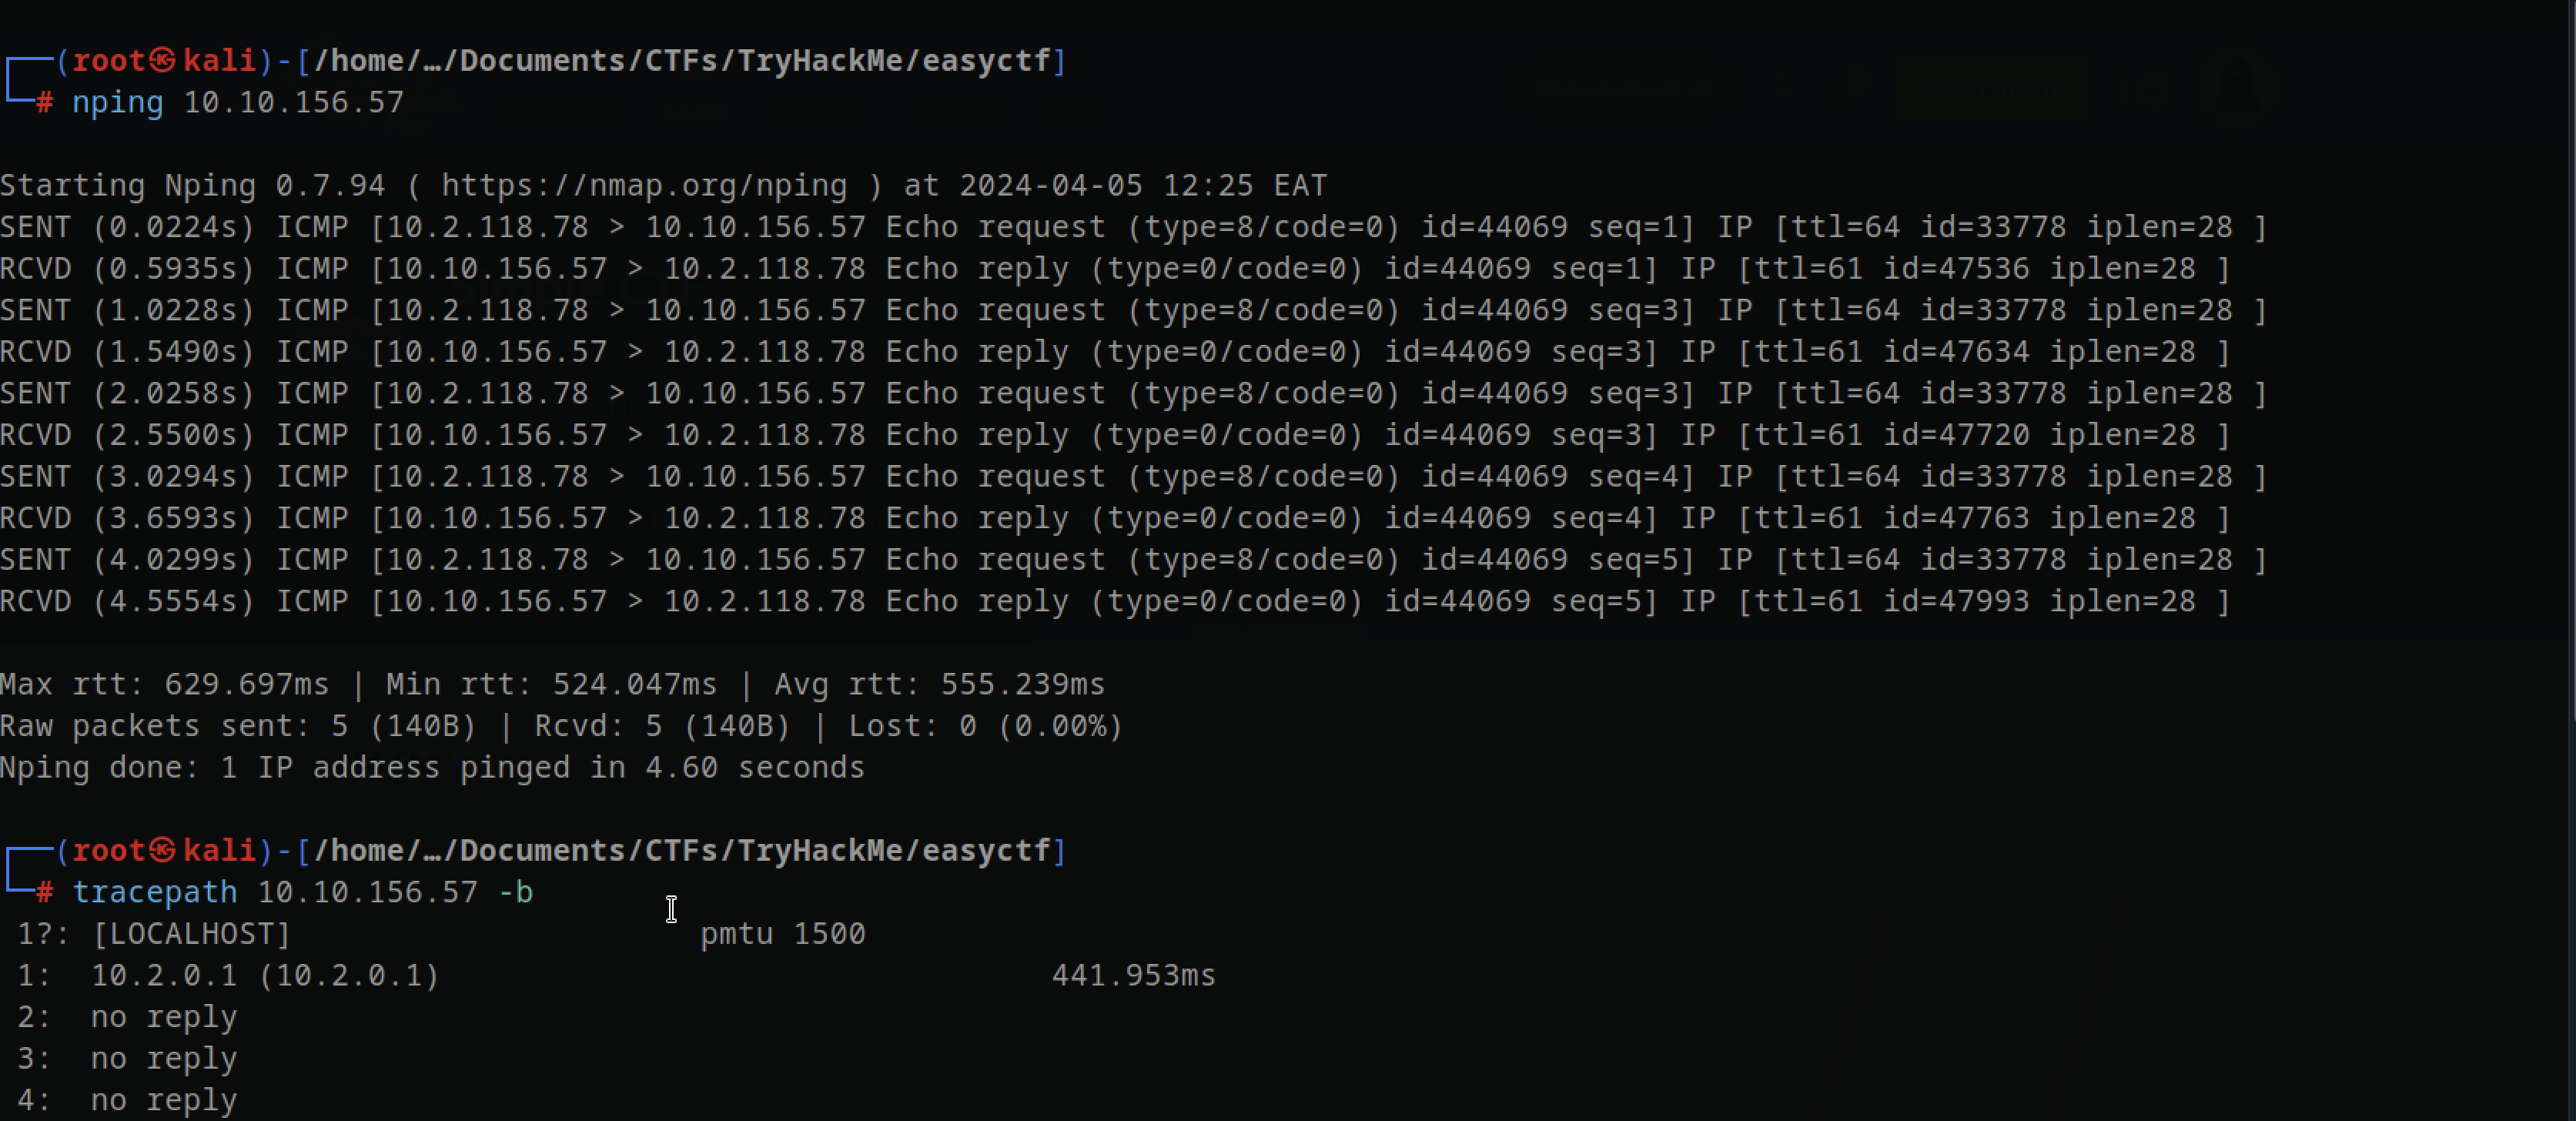 ┌──(root㉿kali)-[/home/…/Documents/CTFs/TryHackMe/easyctf]
└─# nping 10.10.156.57
Starting Nping 0.7.94 ( https://nmap.org/nping ) at 2024-04-05 12:25 EAT
SENT (0.0224s) ICMP [10.2.118.78 > 10.10.156.57 Echo request (type=8/code=0) id=44069 seq=1] IP [ttl=64 id=33778 iplen=28 ]
RCVD (0.5935s) ICMP [10.10.156.57 > 10.2.118.78 Echo reply (type=0/code=0) id=44069 seq=1] IP [ttl=61 id=47536 iplen=28 ]
SENT (1.0228s) ICMP [10.2.118.78 > 10.10.156.57 Echo request (type=8/code=0) id=44069 seq=3] IP [ttl=64 id=33778 iplen=28 ]
RCVD (1.5490s) ICMP [10.10.156.57 > 10.2.118.78 Echo reply (type=0/code=0) id=44069 seq=3] IP [ttl=61 id=47634 iplen=28 ]
SENT (2.0258s) ICMP [10.2.118.78 > 10.10.156.57 Echo request (type=8/code=0) id=44069 seq=3] IP [ttl=64 id=33778 iplen=28 ]
RCVD (2.5500s) ICMP [10.10.156.57 > 10.2.118.78 Echo reply (type=0/code=0) id=44069 seq=3] IP [ttl=61 id=47720 iplen=28 ]
SENT (3.0294s) ICMP [10.2.118.78 > 10.10.156.57 Echo request (type=8/code=0) id=44069 seq=4] IP [ttl=64 id=33778 iplen=28 ]
RCVD (3.6593s) ICMP [10.10.156.57 > 10.2.118.78 Echo reply (type=0/code=0) id=44069 seq=4] IP [ttl=61 id=47763 iplen=28 ]
SENT (4.0299s) ICMP [10.2.118.78 > 10.10.156.57 Echo request (type=8/code=0) id=44069 seq=5] IP [ttl=64 id=33778 iplen=28 ]
RCVD (4.5554s) ICMP [10.10.156.57 > 10.2.118.78 Echo reply (type=0/code=0) id=44069 seq=5] IP [ttl=61 id=47993 iplen=28 ]
Max rtt: 629.697ms | Min rtt: 524.047ms | Avg rtt: 555.239ms
Raw packets sent: 5 (140B) | Rcvd: 5 (140B) | Lost: 0 (0.00%)
Nping done: 1 IP address pinged in 4.60 seconds
┌──(root㉿kali)-[/home/…/Documents/CTFs/TryHackMe/easyctf]
└─# tracepath 10.10.156.57 -b
1?: [LOCALHOST] pmtu 1500
1: 10.2.0.1 (10.2.0.1) 441.953ms
2: no reply
3: no reply
4: no reply